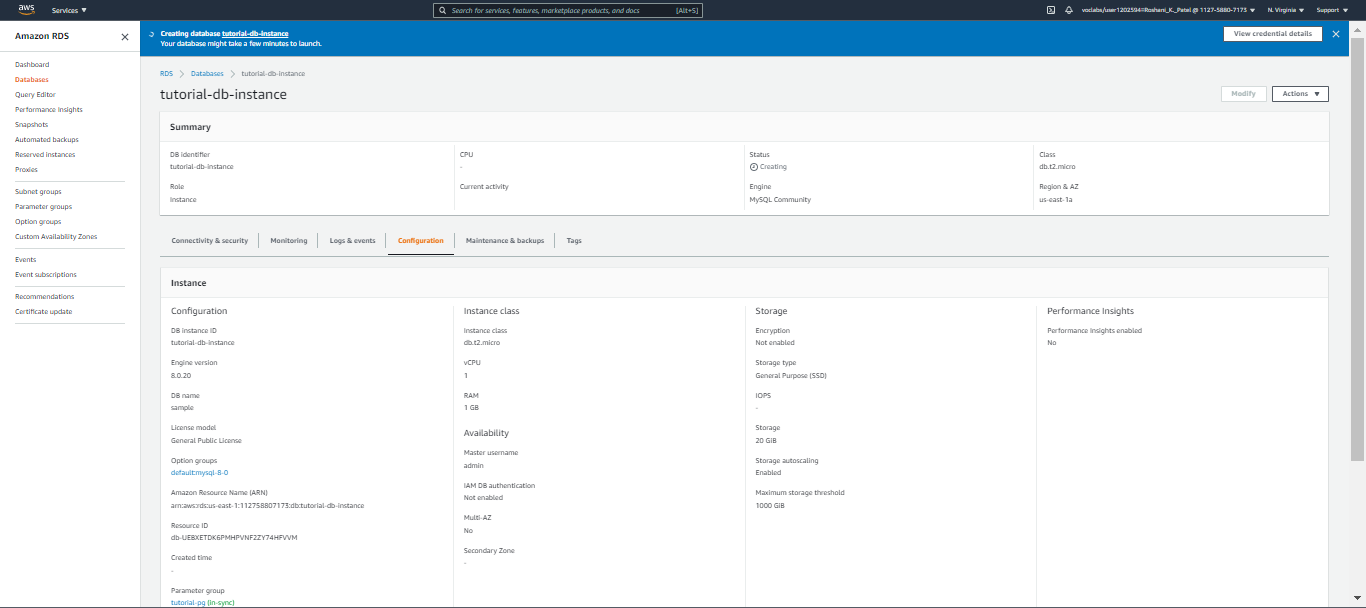 aws
Services
Search for services, features, marketplace products, and docs [Alt+S]
voclabs/user1202594=Roshani_K._Patel @ 1127-5880-7173
N. Virginia
Support
Amazon RDS
Dashboard
Databases
Query Editor
Performance Insights
Snapshots
Automated backups
Reserved instances
Proxies
Subnet groups
Parameter groups
Option groups
Custom Availability Zones
Events
Event subscriptions
Recommendations
Certificate update
Creating database tutorial-db-instance
Your database might take a few minutes to launch.
View credential details
RDS > Databases > tutorial-db-instance
tutorial-db-instance
Modify
Actions
Summary
DB identifier
tutorial-db-instance
CPU
-
Status
Creating
Class
db.t2.micro
Role
Instance
Current activity
Engine
MySQL Community
Region & AZ
us-east-1a
Connectivity & security
Monitoring
Logs & events
Configuration
Maintenance & backups
Tags
Instance
Configuration
DB instance ID
tutorial-db-instance
Engine version
8.0.20
DB name
sample
License model
General Public License
Option groups
default:mysql-8-0
Amazon Resource Name (ARN)
arn:aws:rds:us-east-1:112758807173:db:tutorial-db-instance
Resource ID
db-UEBXETDK6PMHPVNF2ZY74HFVVM
Created time
-
Parameter group
tutorial-pg (in-sync)
Instance class
Instance class
db.t2.micro
vCPU
1
RAM
1 GB
Availability
Master username
admin
IAM DB authentication
Not enabled
Multi-AZ
No
Secondary Zone
-
Storage
Encryption
Not enabled
Storage type
General Purpose (SSD)
IOPS
-
Storage
20 GiB
Storage autoscaling
Enabled
Maximum storage threshold
1000 GiB
Performance Insights
Performance Insights enabled
No